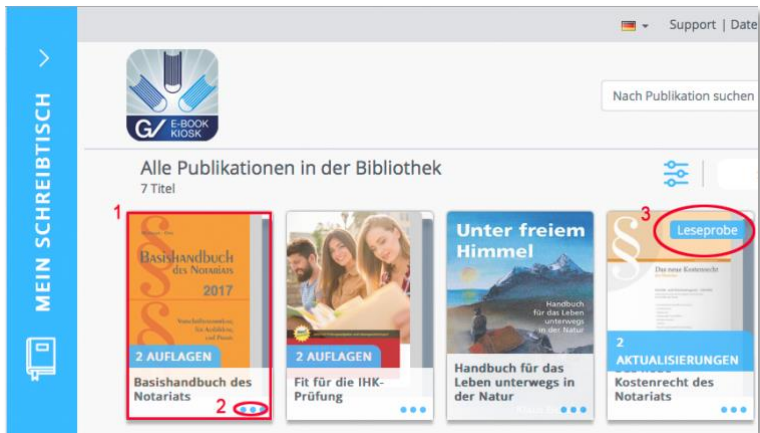 Support | Date
MEIN SCHREIBTISCH
G/ E-BOOK
KIOSK
Nach Publikation suchen
Alle Publikationen in der Bibliothek
7 Titel
1
BASISHANDBUCH
DES NOTARIATS
2017
2 AUFLAGEN
Basishandbuch des
Notariats
2
2 AUFLAGEN
Fit für die IHK-
Prüfung
Unter freiem
Himmel
Handbuch
für das Leben
unterwegs
in der Natur
Handbuch für das
Leben unterwegs in
der Natur
3
Leseprobe
Das neue Kostenrecht
2
AKTUALISIERUNGEN
Kostenrecht des
Notariats